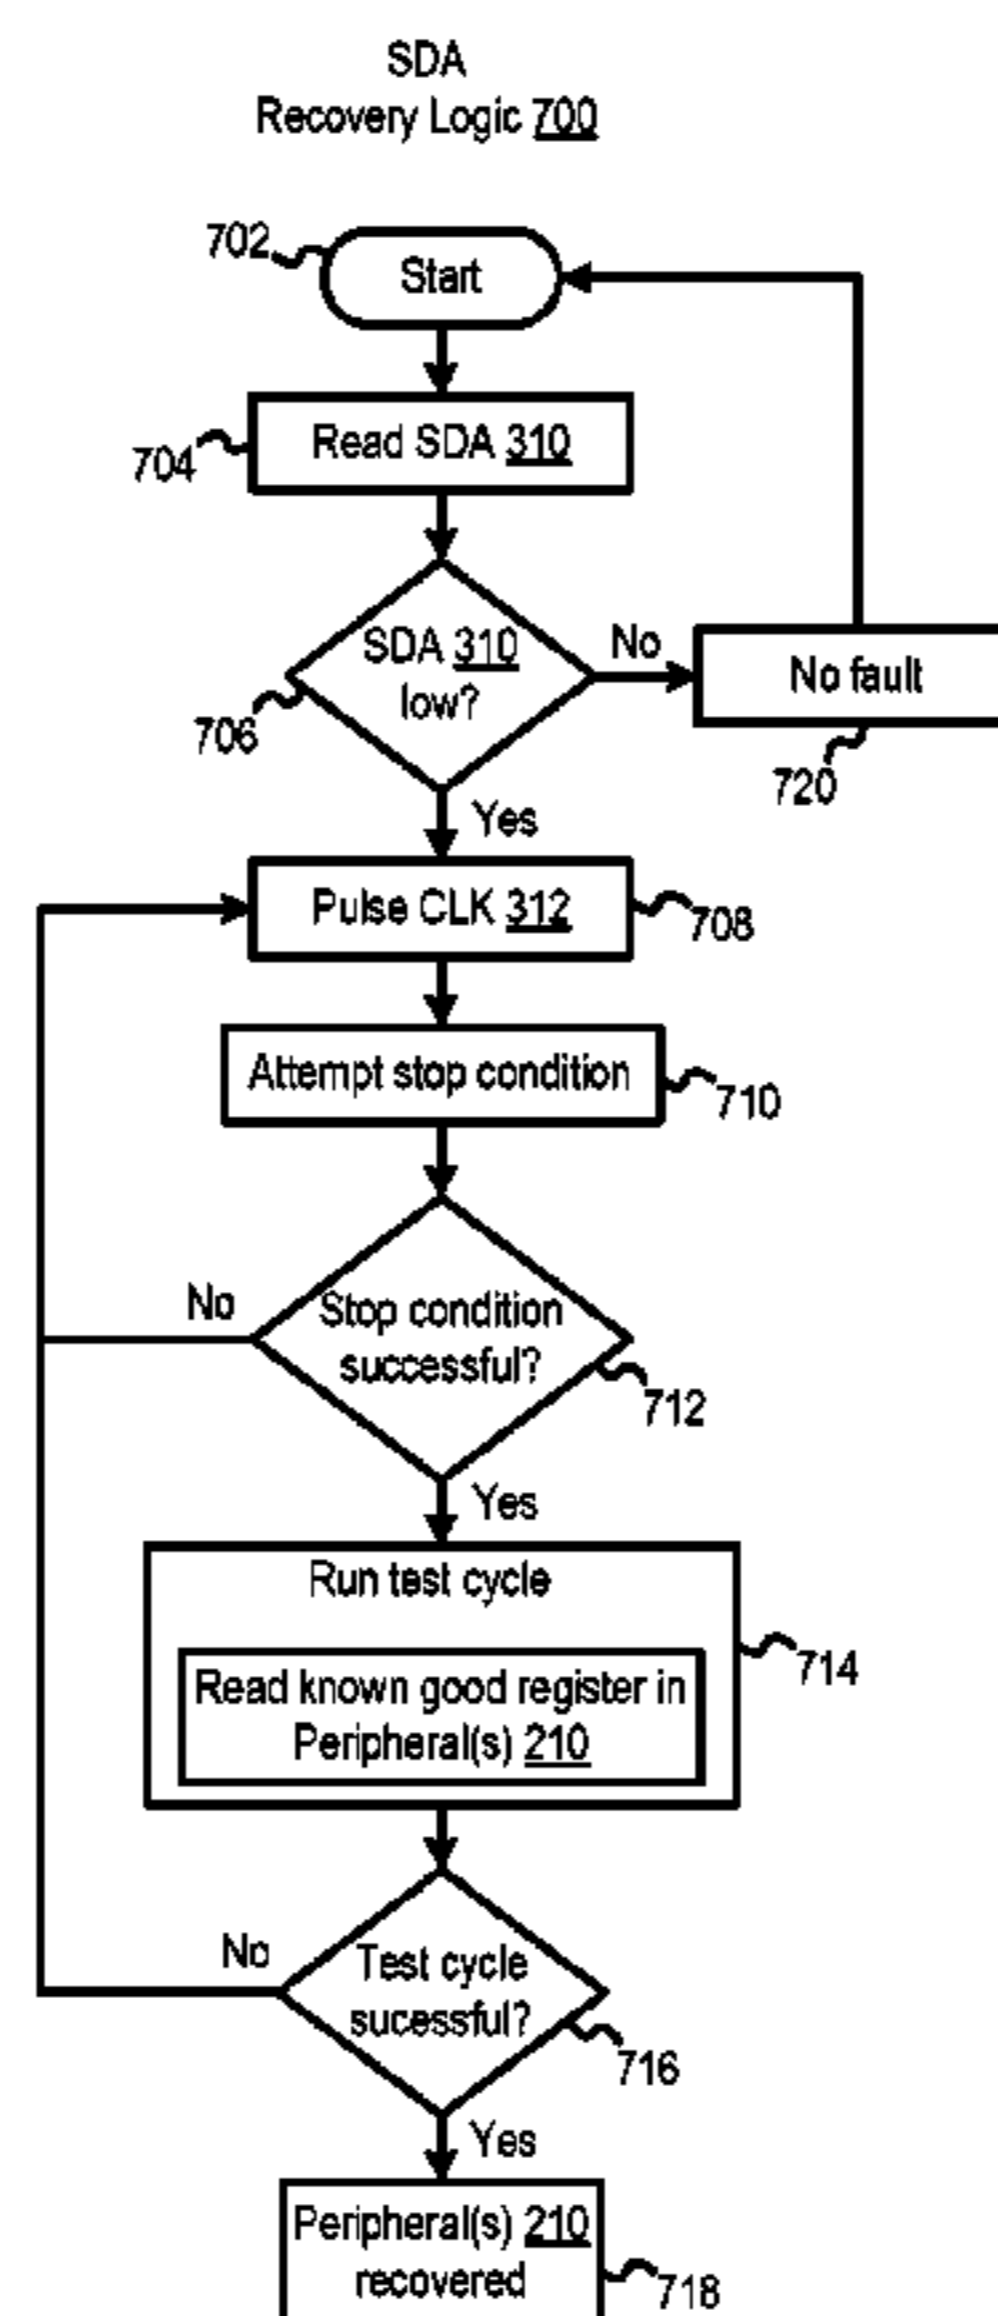 SDA
Recovery Logic 700
702
Start
704
Read SDA 310
SDA 310
low?
706
No
No fault
720
Yes
Pulse CLK 312
708
Attempt stop condition
710
No
Stop condition
successful?
712
Yes
Run test cycle
Read known good register in
Peripheral(s) 210
714
No
Test cycle
sucessful?
716
Yes
Peripheral(s) 210
recovered
718